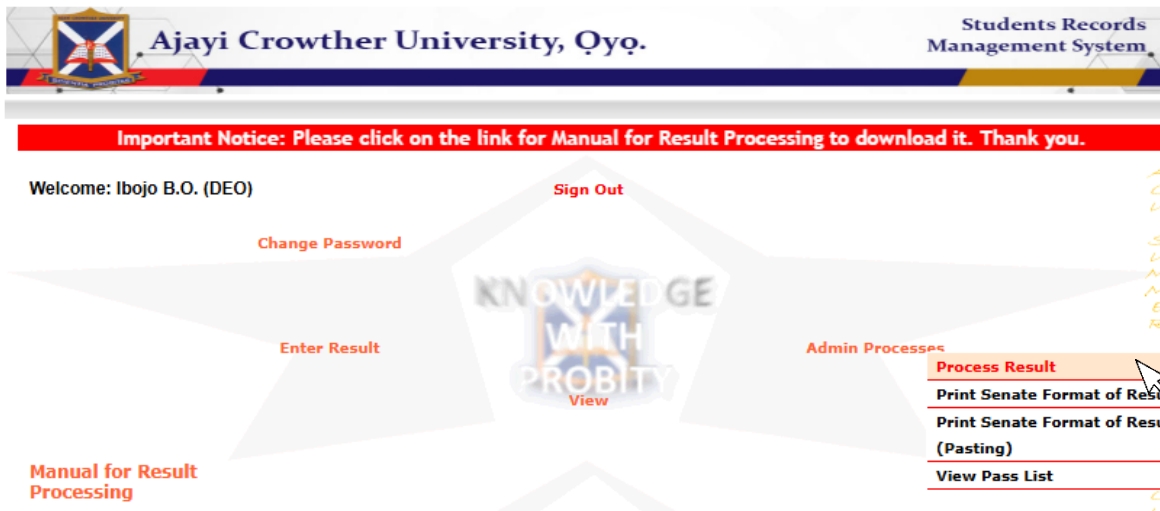 Ajayi Crowther University, Ọyọ.
Students Records
Management System
Important Notice: Please click on the link for Manual for Result Processing to download it. Thank you.
Welcome: Ibojo B.O. (DEO)
Sign Out
Change Password
KNOWLEDGE
WITH
PROBITY
Enter Result
Admin Processes
View
Process Result
Print Senate Format of Resu
Print Senate Format of Resu
(Pasting)
View Pass List
Manual for Result
Processing